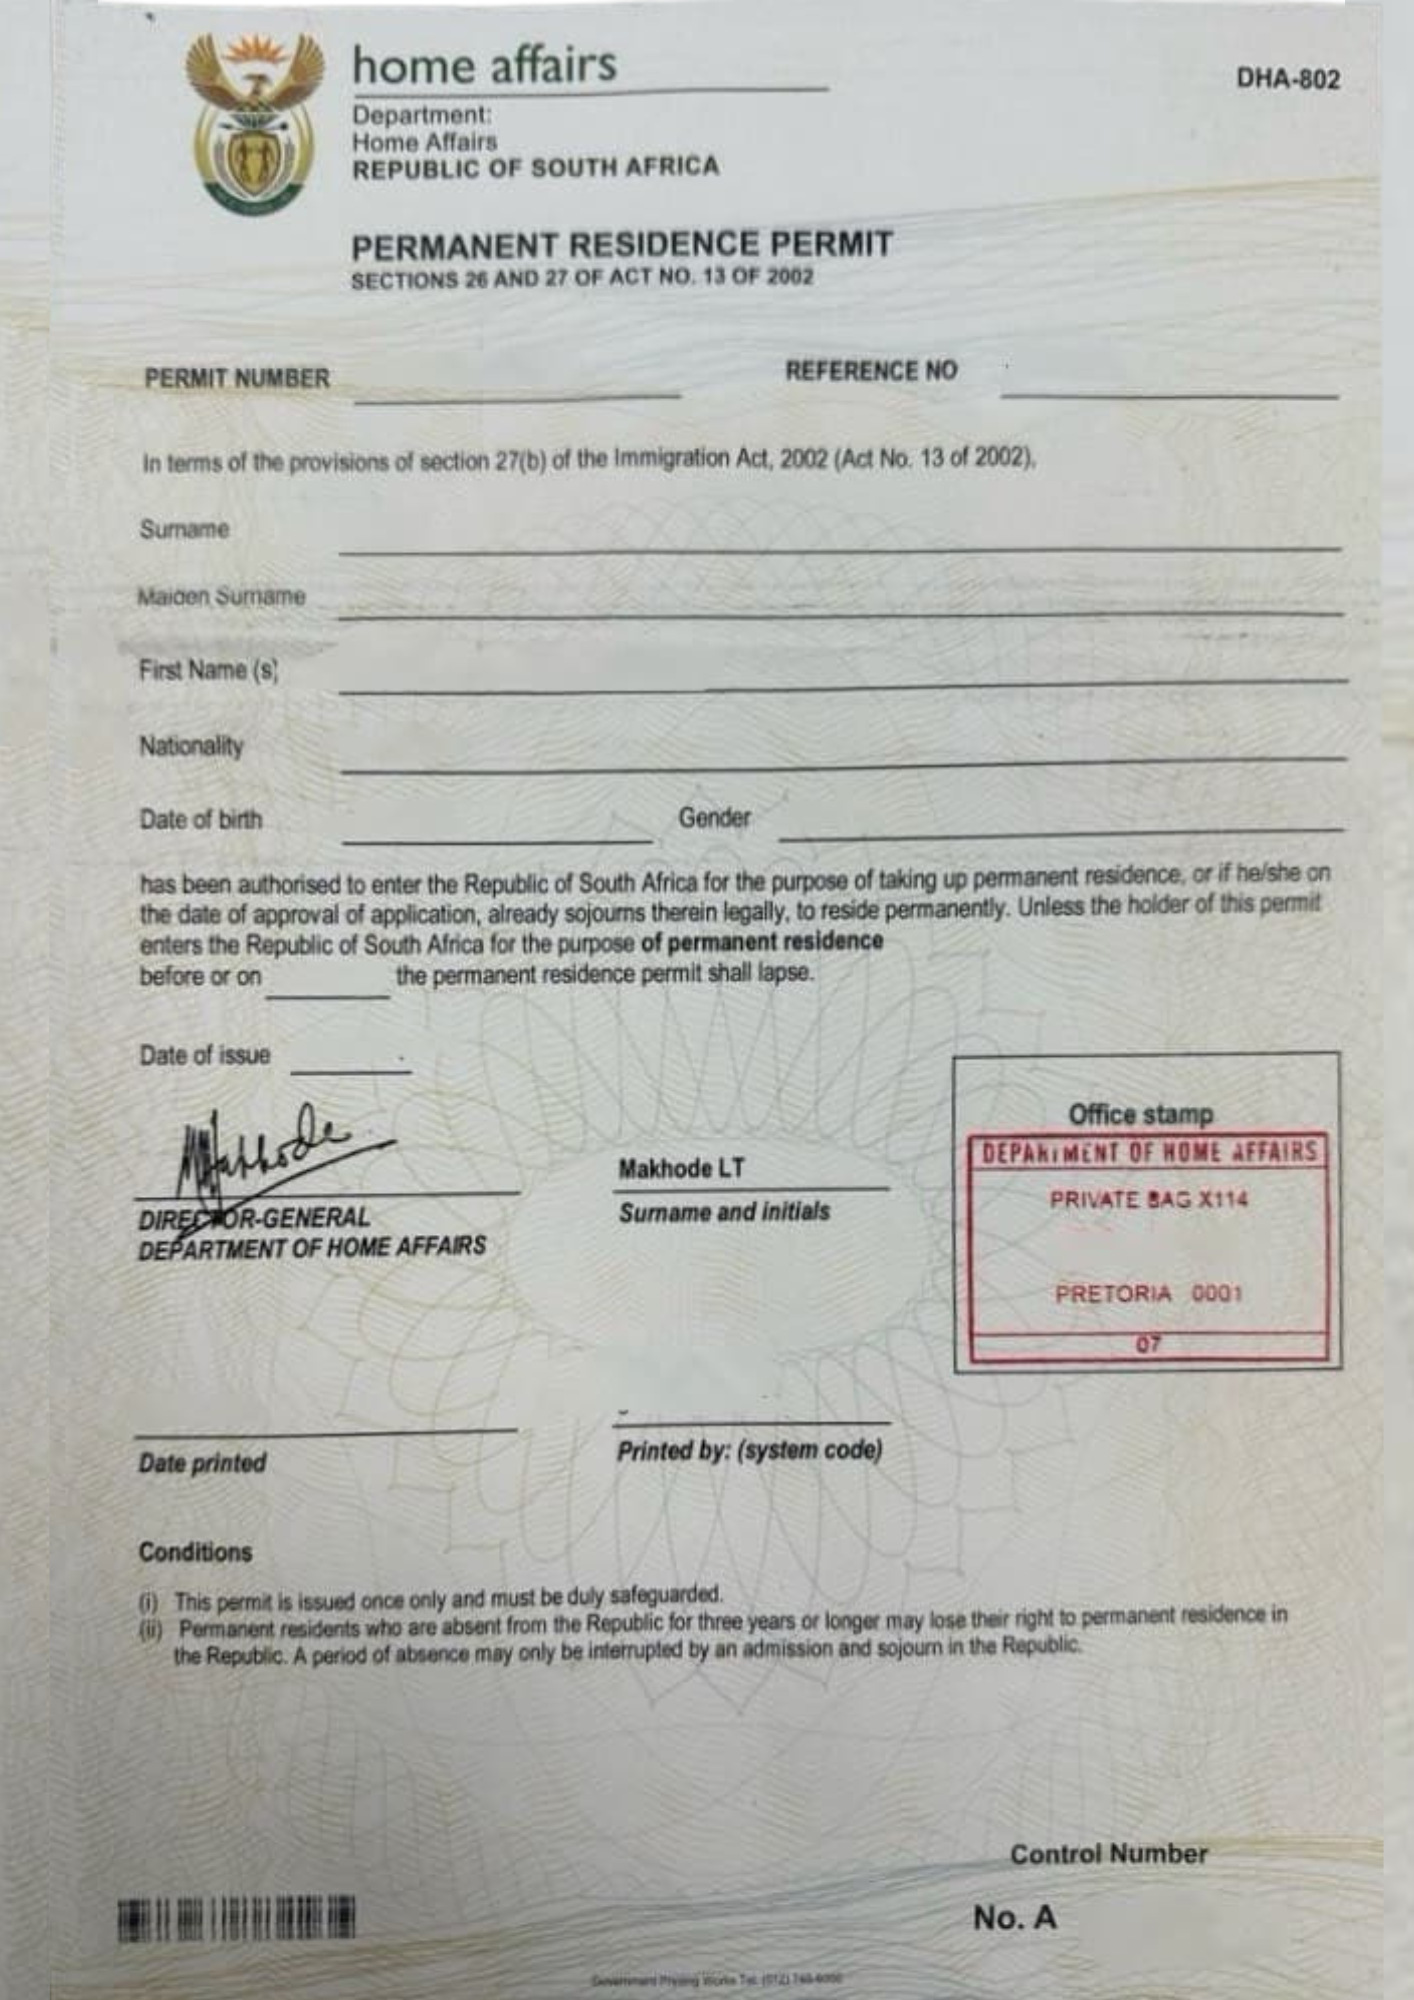 home affairs
DHA-802
Department:
Home Affairs
REPUBLIC OF SOUTH AFRICA
PERMANENT RESIDENCE PERMIT
SECTIONS 26 AND 27 OF ACT NO. 13 OF 2002
PERMIT NUMBER
REFERENCE NO
In terms of the provisions of section 27(b) of the Immigration Act, 2002 (Act No. 13 of 2002),
Surname
Maiden Surname
First Name (s)
Nationality
Date of birth
Gender
has been authorised to enter the Republic of South Africa for the purpose of taking up permanent residence, or if he/she on
the date of approval of application, already sojourns therein legally, to reside permanently. Unless the holder of this permit
enters the Republic of South Africa for the purpose of permanent residence
before or on the permanent residence permit shall lapse.
Date of issue
Makhode
Makhode LT
DIRECTOR-GENERAL
DEPARTMENT OF HOME AFFAIRS
Surname and initials
Office stamp
DEPARTMENT OF HOME AFFAIRS
PRIVATE BAG X114
PRETORIA 0001
07
Date printed
Printed by: (system code)
Conditions
(i) This permit is issued once only and must be duly safeguarded.
(ii) Permanent residents who are absent from the Republic for three years or longer may lose their right to permanent residence in
the Republic. A period of absence may only be interrupted by an admission and sojourn in the Republic.
Control Number
No. A
Government Printing Works Tel: (012)